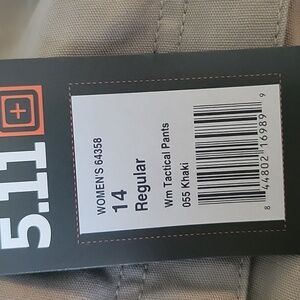 5.11
WOMEN'S 64358
14
Regular
Wm Tactical Pants
055 Khaki
8 44802 16989 9